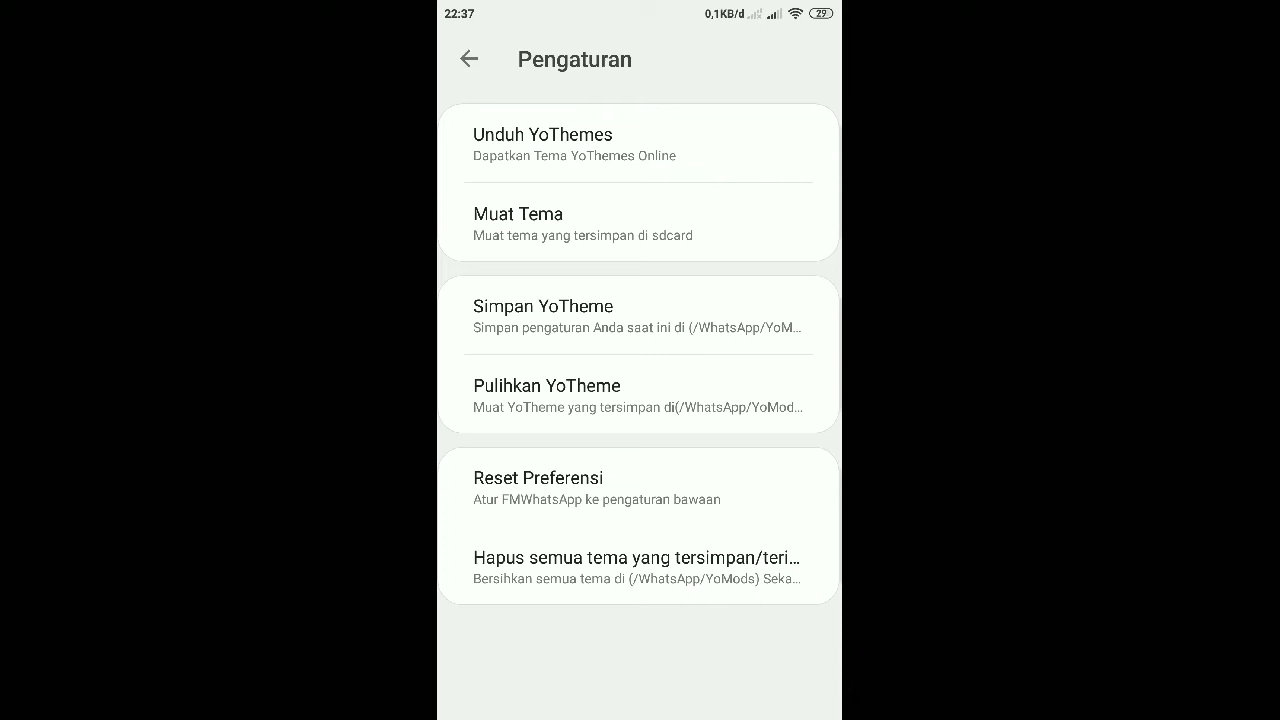 22:37 0,1KB/d 29
Pengaturan
Unduh YoThemes
Dapatkan Tema YoThemes Online
Muat Tema
Muat tema yang tersimpan di sdcard
Simpan YoTheme
Simpan pengaturan Anda saat ini di (/WhatsApp/YoM...
Pulihkan YoTheme
Muat YoTheme yang tersimpan di(/WhatsApp/YoMod...
Reset Preferensi
Atur FMWhatsApp ke pengaturan bawaan
Hapus semua tema yang tersimpan/teri...
Bersihkan semua tema di (/WhatsApp/YoMods) Seka...